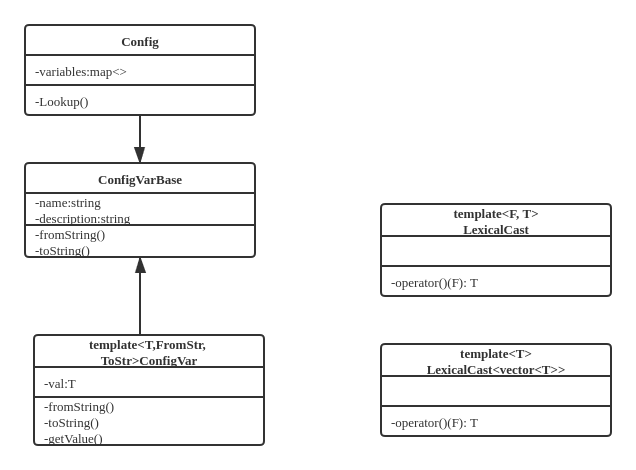 Config
-variables:map<>
-Lookup()
ConfigVarBase
-name:string
-description:string
-fromString()
-toString()
template<T,FromStr,
ToStr>ConfigVar
-val:T
-fromString()
-toString()
-getValue()
template<F, T>
LexicalCast
-operator()(F): T
template<T>
LexicalCast<vector<T>>
-operator()(F): T